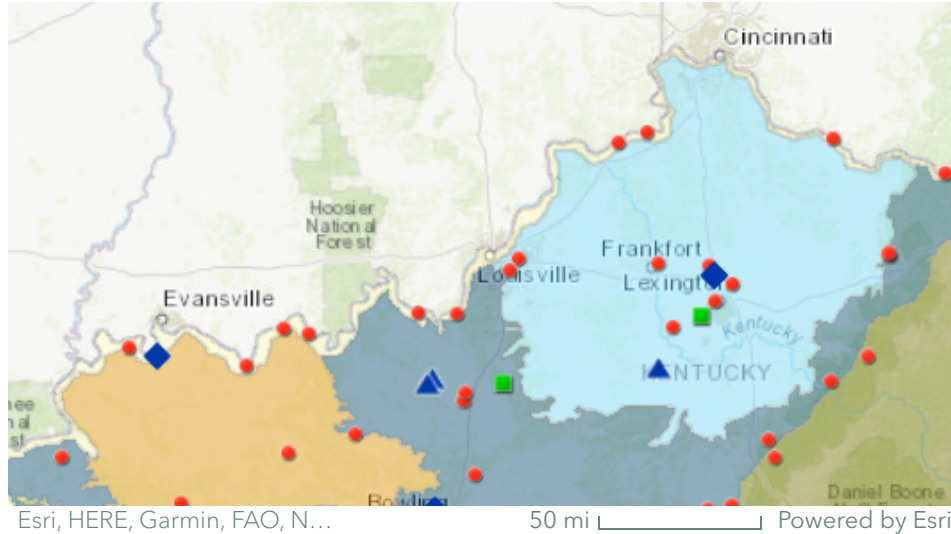 Cincinnati
Hoosier
National
Forest
Frankfort
Louisville
Lexington
Evansville
Kentucky
KENTUCKY
Bowling
Daniel Boone
Esri, HERE, Garmin, FAO, N...
50 mi
Powered by Esri